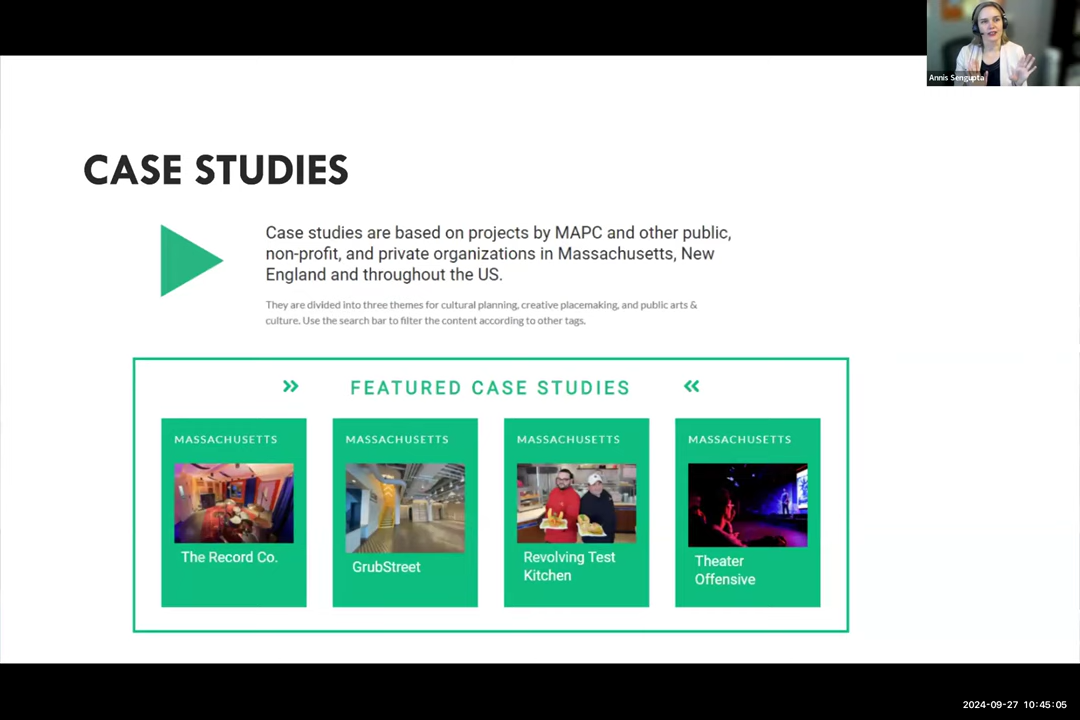 Annis Sengupta
CASE STUDIES
Case studies are based on projects by MAPC and other public,
non-profit, and private organizations in Massachusetts, New
England and throughout the US.
They are divided into three themes for cultural planning, creative placemaking, and public arts &
culture. Use the search bar to filter the content according to other tags.
FEATURED CASE STUDIES
MASSACHUSETTS
The Record Co.
MASSACHUSETTS
GrubStreet
MASSACHUSETTS
Revolving Test
Kitchen
MASSACHUSETTS
Theater
Offensive
2024-09-27 10:45:05